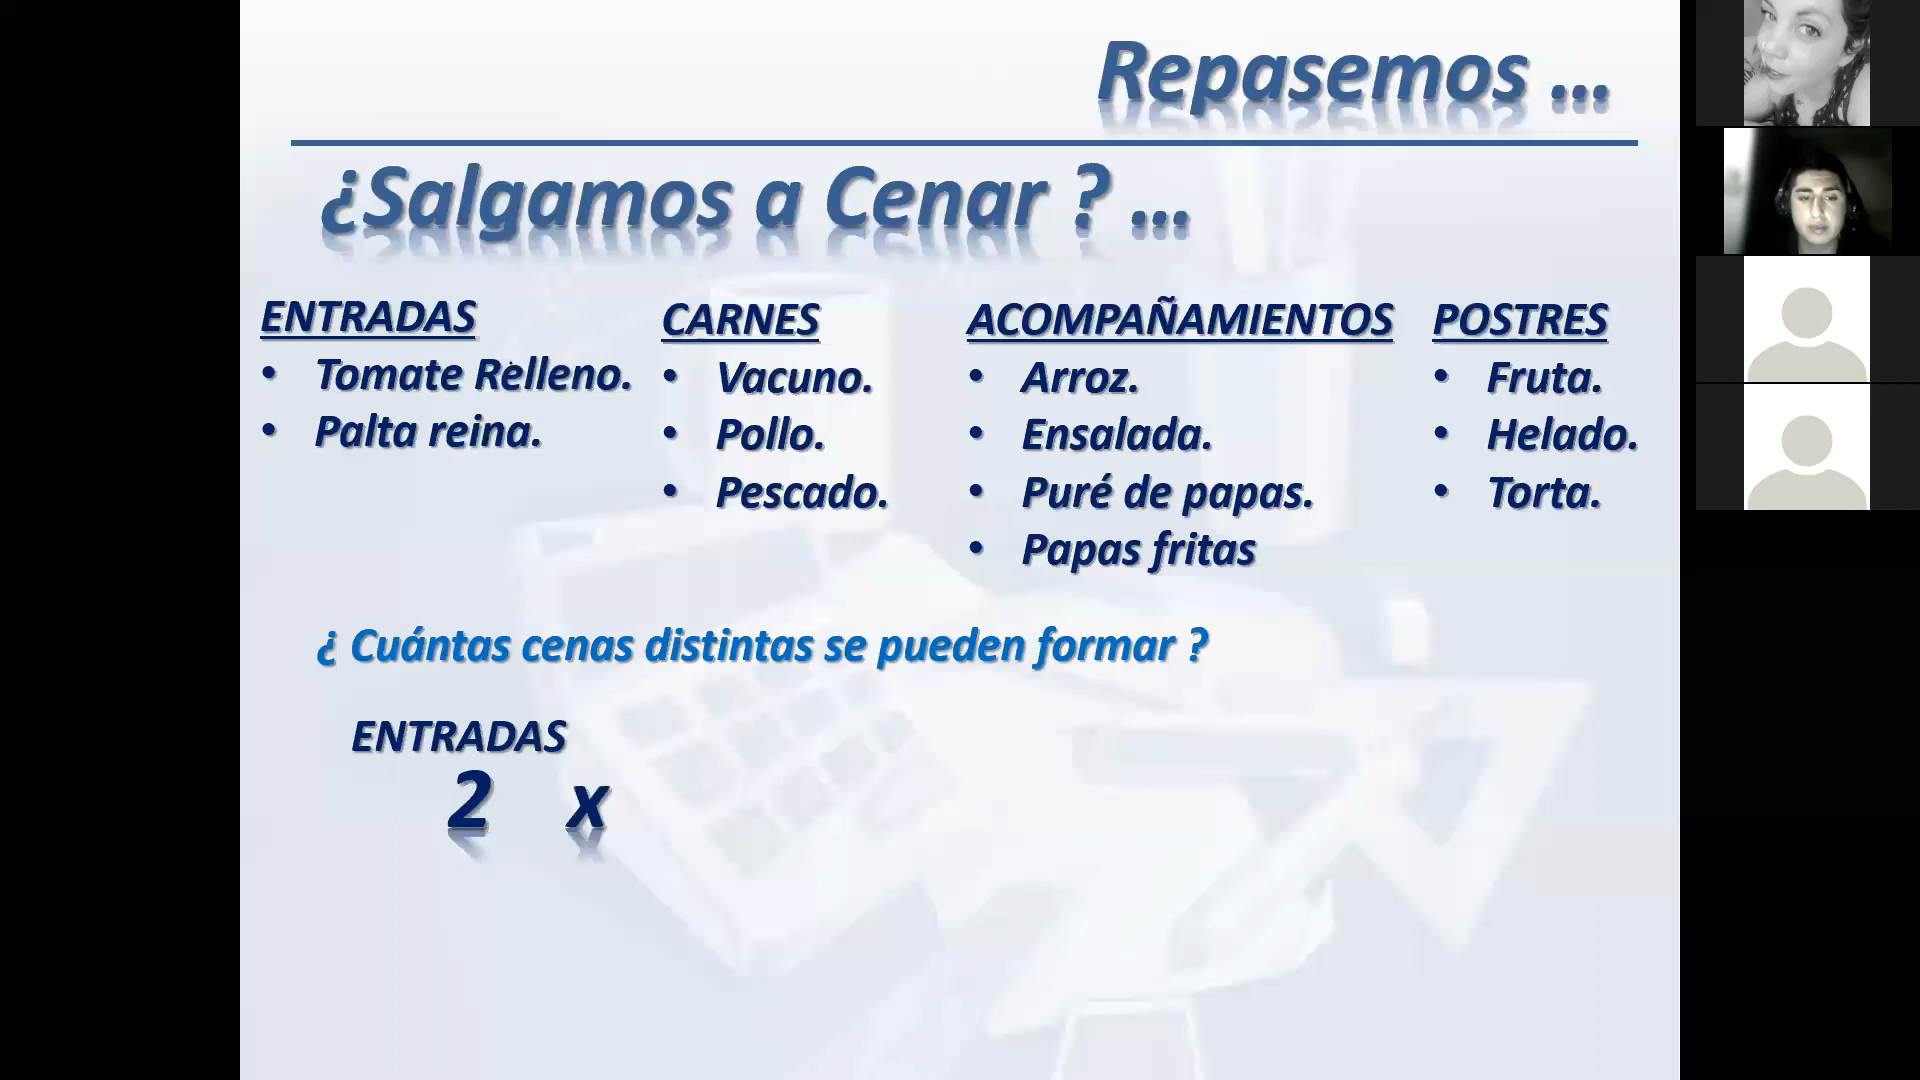 Repasemos ...
¿Salgamos a Cenar ? ...
ENTRADAS
• Tomate Relleno.
• Palta reina.
CARNES
• Vacuno.
• Pollo.
• Pescado.
ACOMPAÑAMIENTOS
• Arroz.
• Ensalada.
• Puré de papas.
• Papas fritas
POSTRES
• Fruta.
• Helado.
• Torta.
¿ Cuántas cenas distintas se pueden formar ?
ENTRADAS
2 x